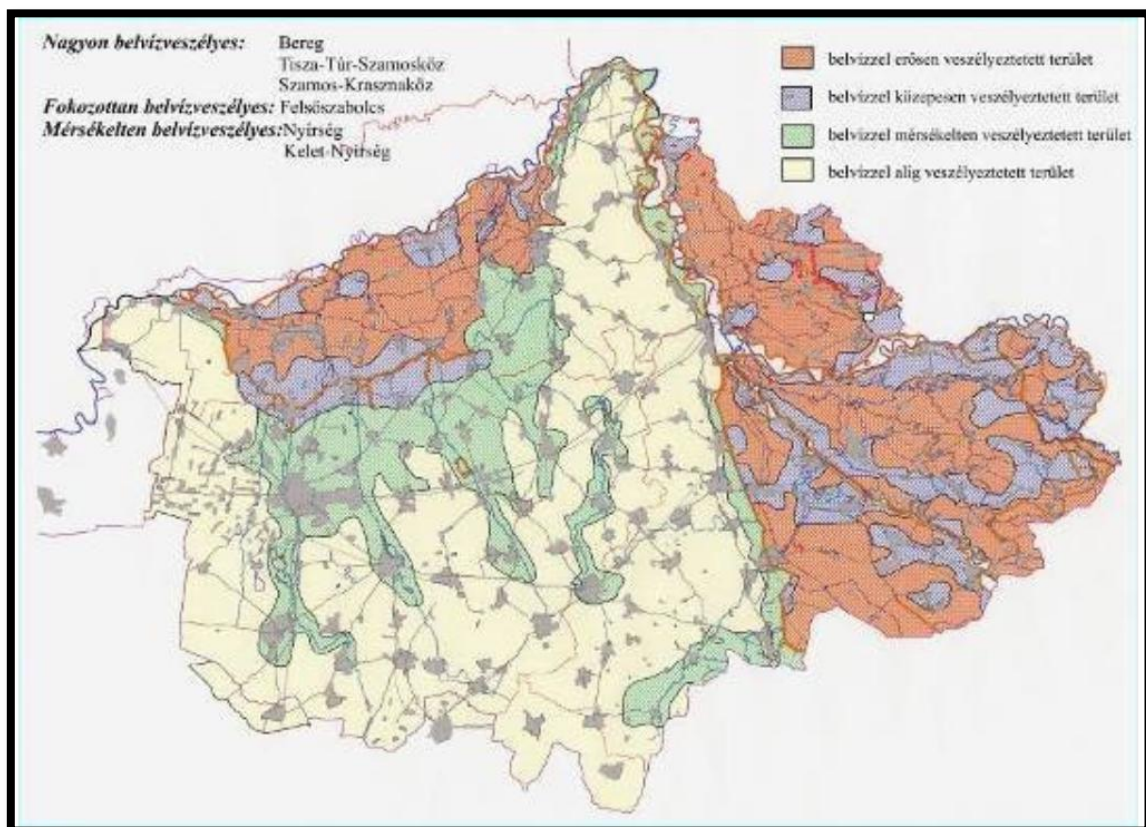 Nagyon belvízveszélyes: Bereg
Tisza-Túr-Szamosköz
Szamos-Krasznaköz
Fokozottan belvízveszélyes: Felsőszabolcs
Mérsékelten belvízveszélyes: Nyírség
Kelet-Nyírség
belvízzel erősen veszélyeztetett terület
belvízzel közepesen veszélyeztetett terület
belvízzel mérsékelten veszélyeztetett terület
belvízzel alig veszélyeztetett terület